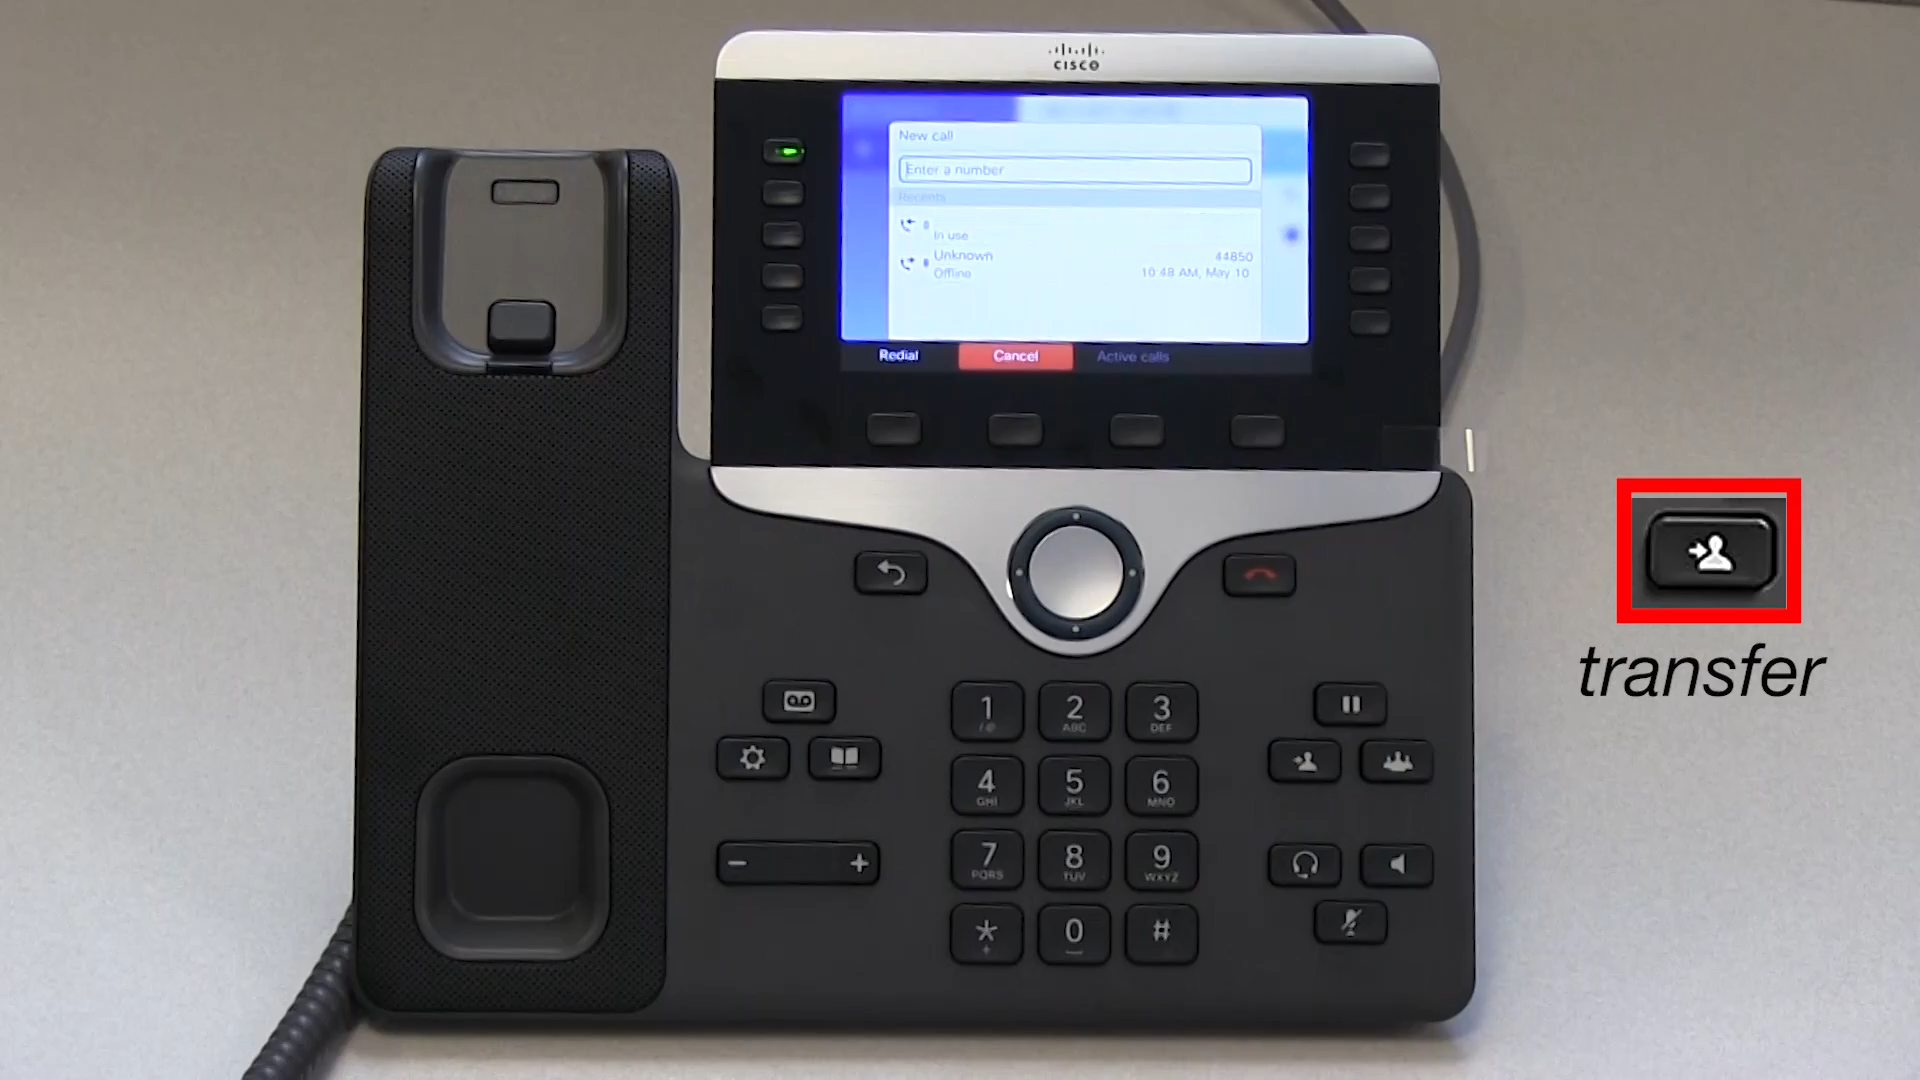 CISCO
New call
Enter a number
Recents
In use
Unknown 44850
Offline 10:48 AM, May 10
Redial Cancel Active calls
transfer
1 2 3
/@ ABC DEF
4 5 6
GHI JKL MNO
7 8 9
PQRS TUV WXYZ
* 0 #
+
- +